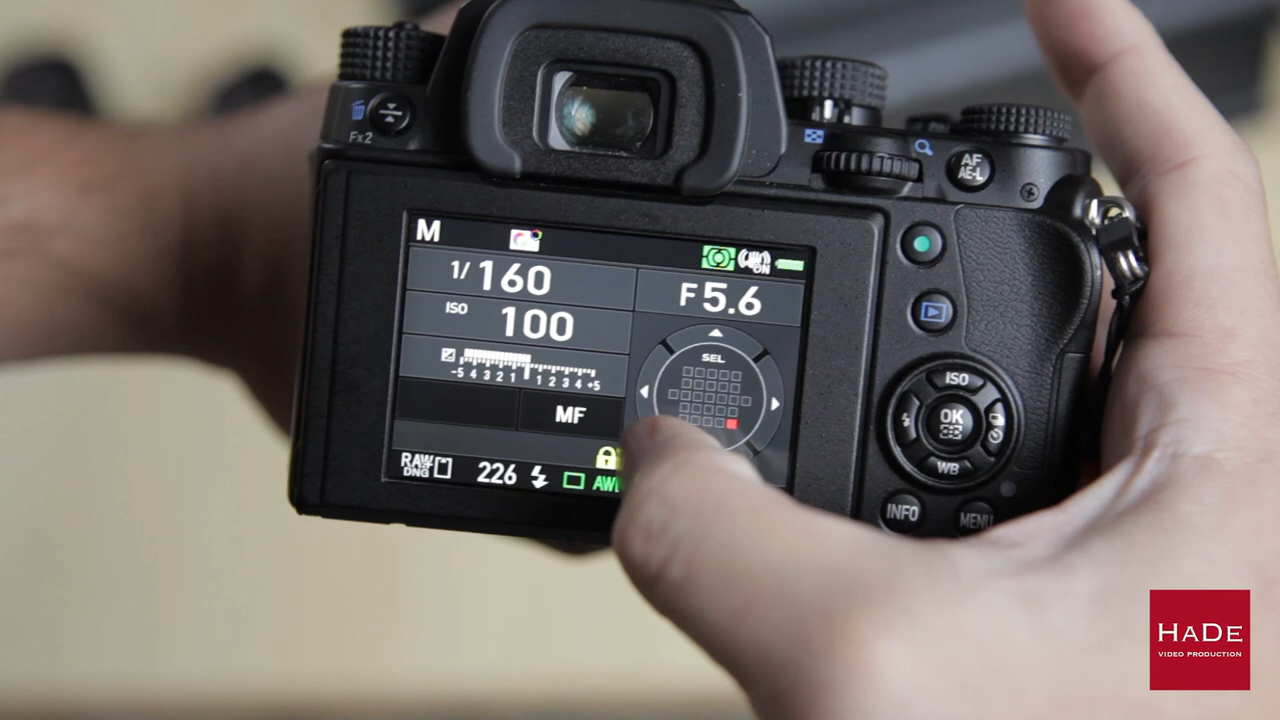 Fx2
AF
AE-L
M
ON
1/160
F5.6
ISO 100
SEL
-5 4 3 2 1 1 2 3 4 +5
MF
RAW
DNG
226
ISO
OK
WB
INFO
MENU
HADE
VIDEO PRODUCTION